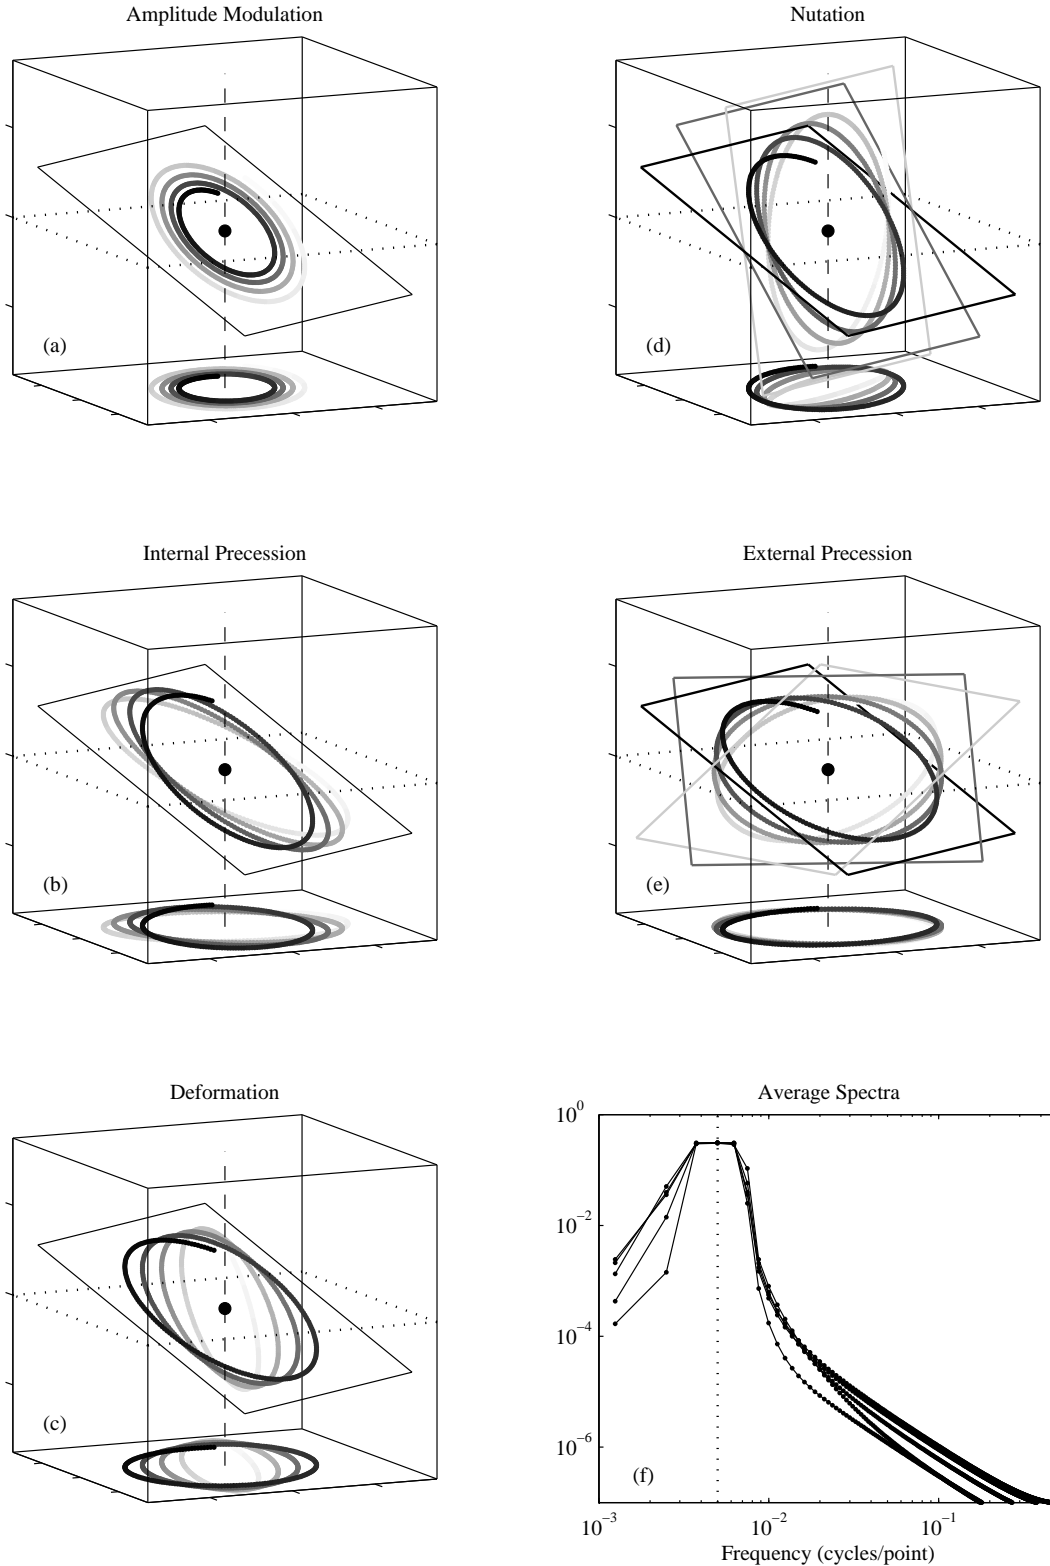 Amplitude Modulation
Nutation
(a)
(d)
Internal Precession
External Precession
(b)
(e)
Deformation
Average Spectra
(c)
10^0
10^−2
10^−4
10^−6
(f)
10^−3
10^−2
10^−1
Frequency (cycles/point)